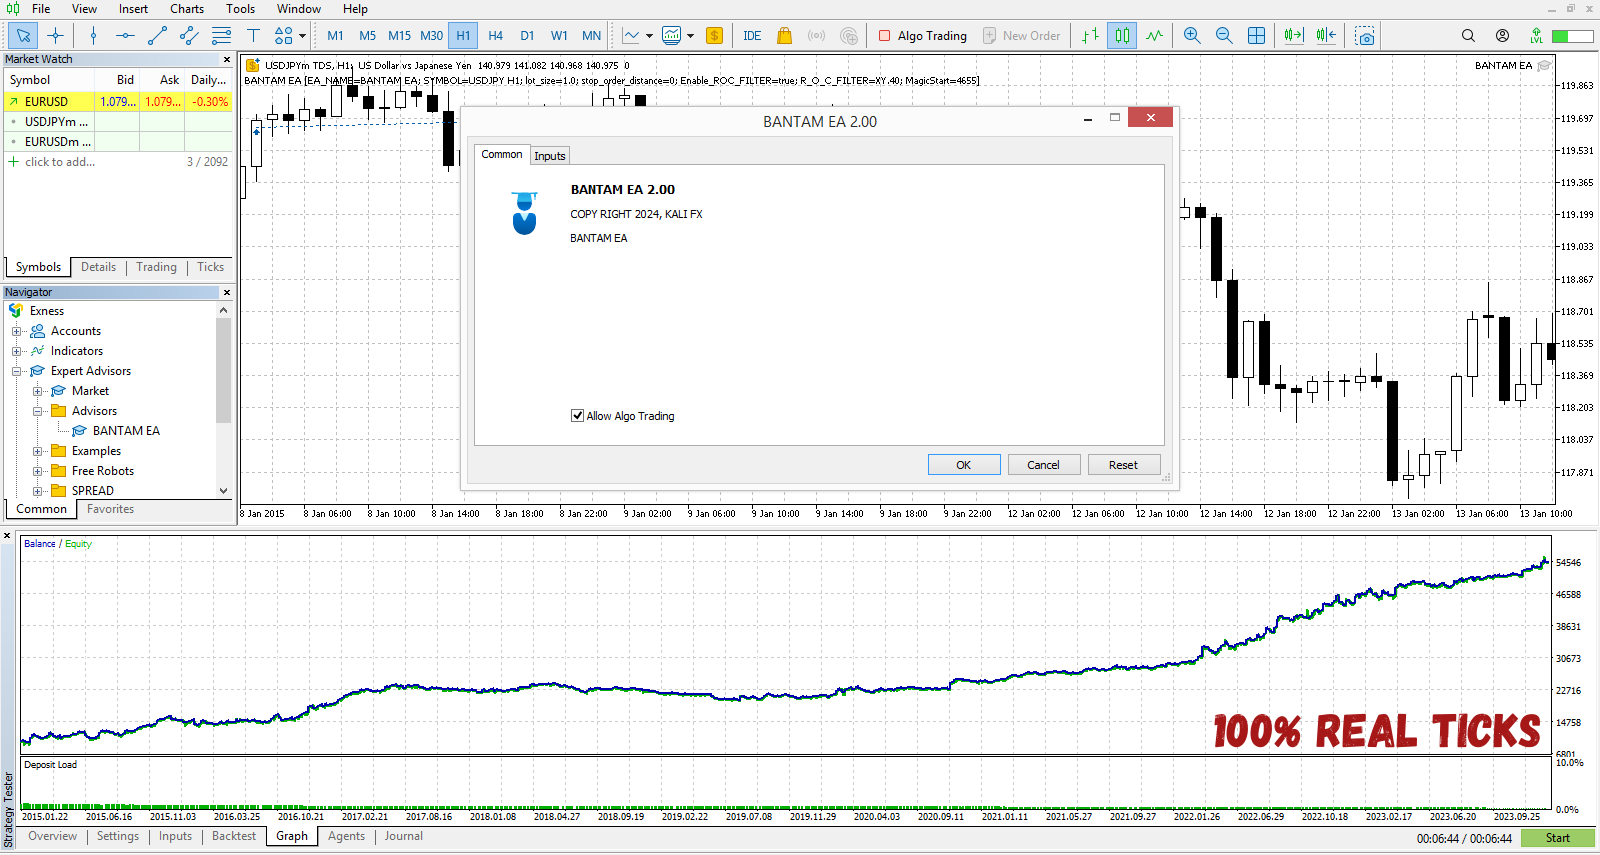 File View Insert Charts Tools Window Help
M1 M5 M15 M30 H1 H4 D1 W1 MN IDE Algo Trading New Order LVL
Market Watch
Symbol Bid Ask Daily...
EURUSD 1.079... 1.079... -0.30%
USDJPYm ...
EURUSDm ...
click to add... 3 / 2092
Symbols Details Trading Ticks
Navigator
Exness
Accounts
Indicators
Expert Advisors
Market
Advisors
BANTAM EA
Examples
Free Robots
SPREAD
Common Favorites
USDJPYm TDS, H1: US Dollar vs Japanese Yen 140.979 141.082 140.968 140.975 0
BANTAM EA [EA_NAME=BANTAM EA; SYMBOL=USDJPY H1; lot_size=1.0; stop_order_distance=0; Enable_ROC_FILTER=true; R_O_C_FILTER=XY.40; MagicStart=4655]
BANTAM EA
119.863
119.697
119.531
119.365
119.199
119.033
118.867
118.701
118.535
118.369
118.203
118.037
117.871
BANTAM EA 2.00
Common Inputs
BANTAM EA 2.00
COPY RIGHT 2024, KALI FX
BANTAM EA
Allow Algo Trading
OK Cancel Reset
8 Jan 2015 8 Jan 06:00 8 Jan 10:00 8 Jan 14:00 8 Jan 18:00 8 Jan 22:00 9 Jan 02:00 9 Jan 06:00 9 Jan 10:00 9 Jan 14:00 9 Jan 18:00 9 Jan 22:00 12 Jan 02:00 12 Jan 06:00 12 Jan 10:00 12 Jan 14:00 12 Jan 18:00 12 Jan 22:00 13 Jan 02:00 13 Jan 06:00 13 Jan 10:00
Balance / Equity
54546
46588
38631
30673
22716
14758
6801
100% REAL TICKS
Deposit Load
10.0%
0.0%
2015.01.22 2015.06.16 2015.11.03 2016.03.25 2016.10.21 2017.02.21 2017.08.16 2018.01.08 2018.04.27 2018.09.19 2019.02.22 2019.07.08 2019.11.29 2020.04.03 2020.09.11 2021.01.11 2021.05.27 2021.09.27 2022.01.26 2022.06.29 2022.10.18 2023.02.17 2023.06.20 2023.09.25
Strategy Tester
Overview Settings Inputs Backtest Graph Agents Journal
00:06:44 / 00:06:44 Start